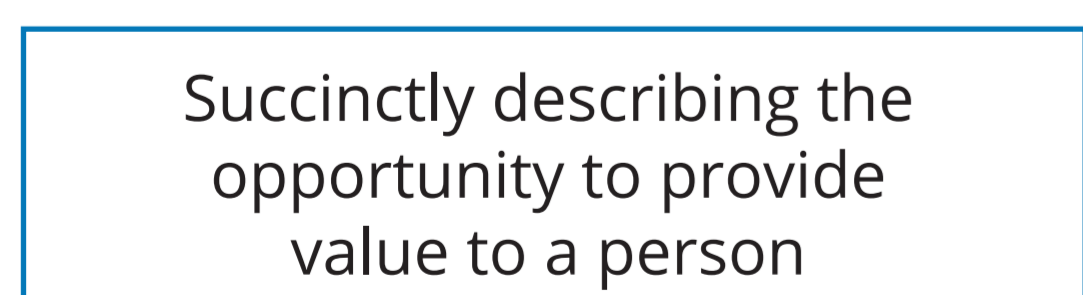 Succinctly describing the
opportunity to provide
value to a person